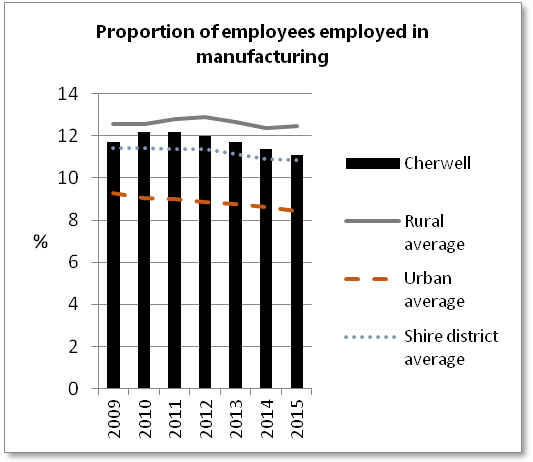 Proportion of employees employed in
manufacturing
14
12
10
8
6
4
2
0
%
2009
2010
2011
2012
2013
2014
2015
Cherwell
Rural
average
Urban
average
Shire district
average